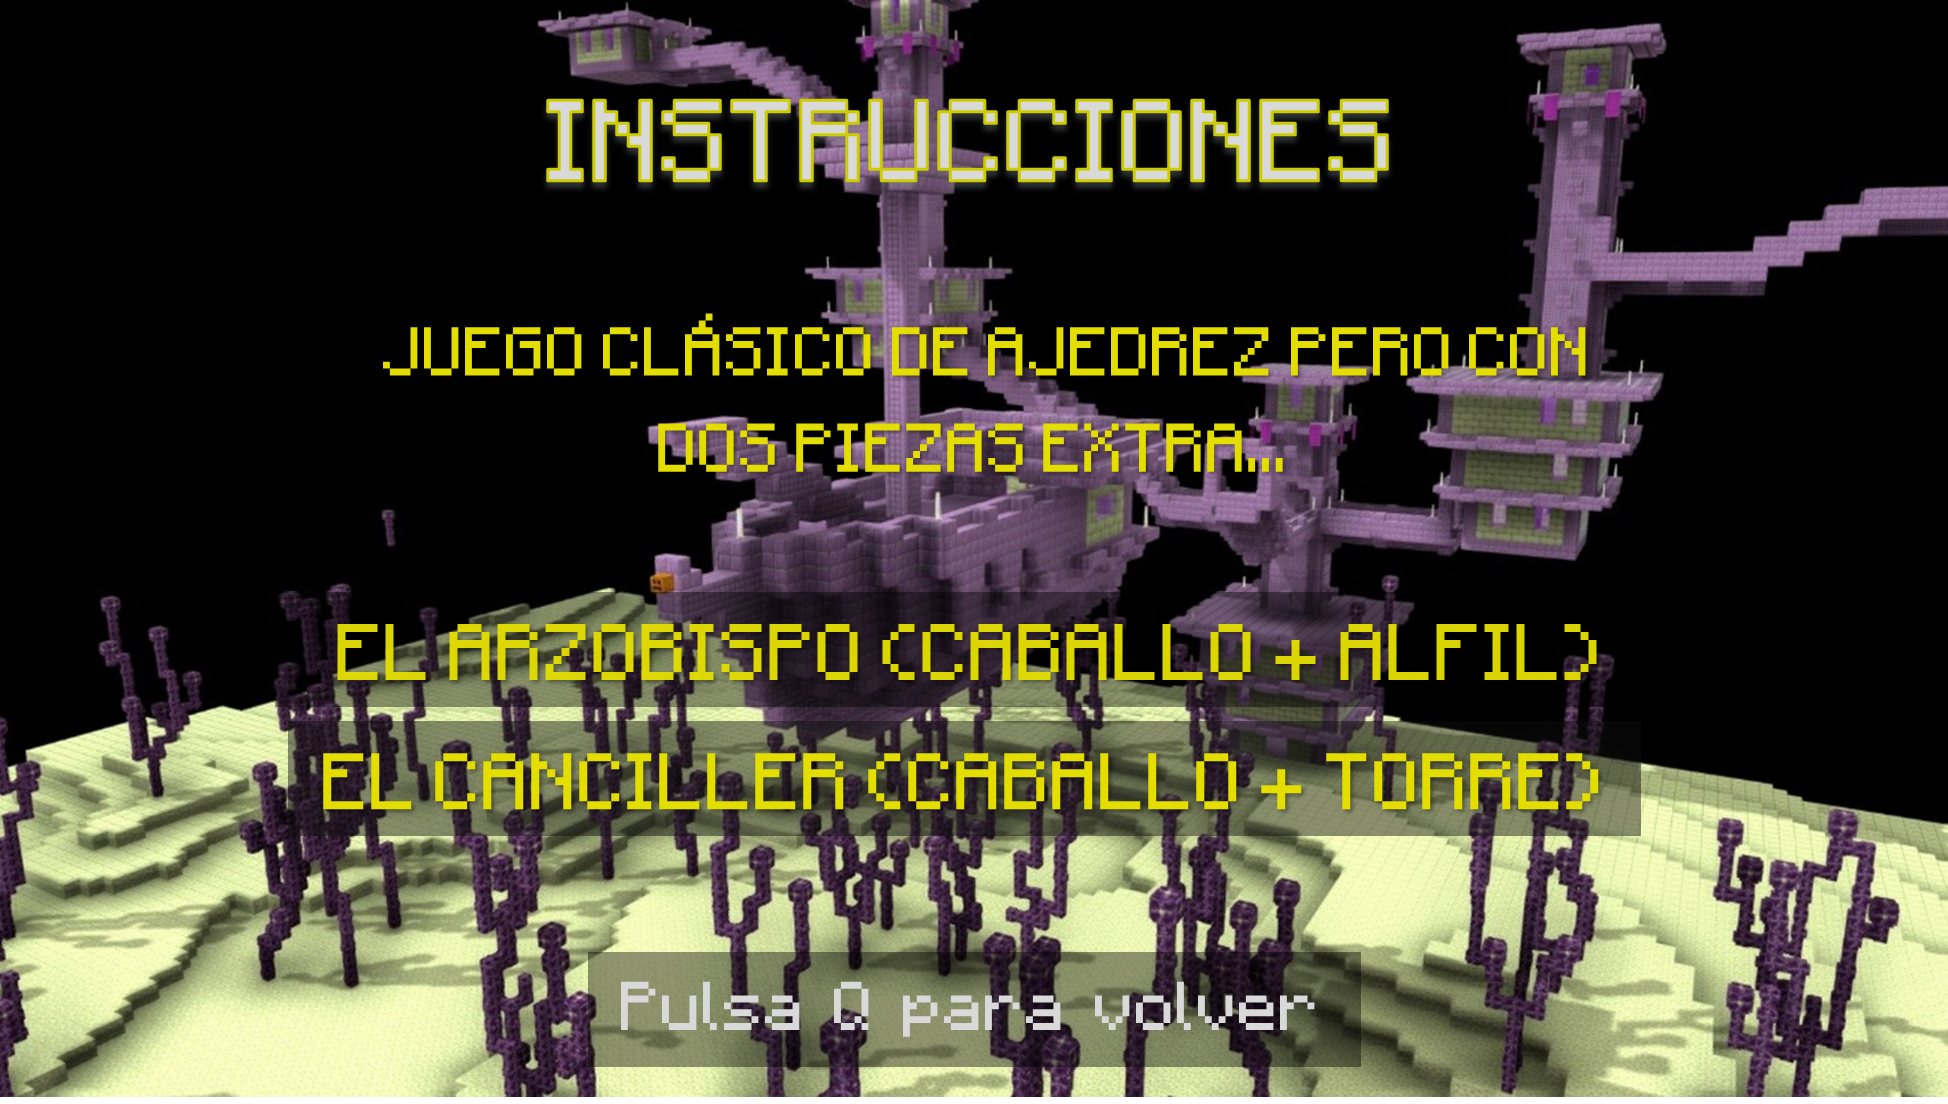 INSTRUCCIONES
JUEGO CLÁSICO DE AJEDREZ PERO CON
DOS PIEZAS EXTRA...
EL ARZOBISPO (CABALLO + ALFIL)
EL CANCILLER (CABALLO + TORRE)
Pulsa Q para volver